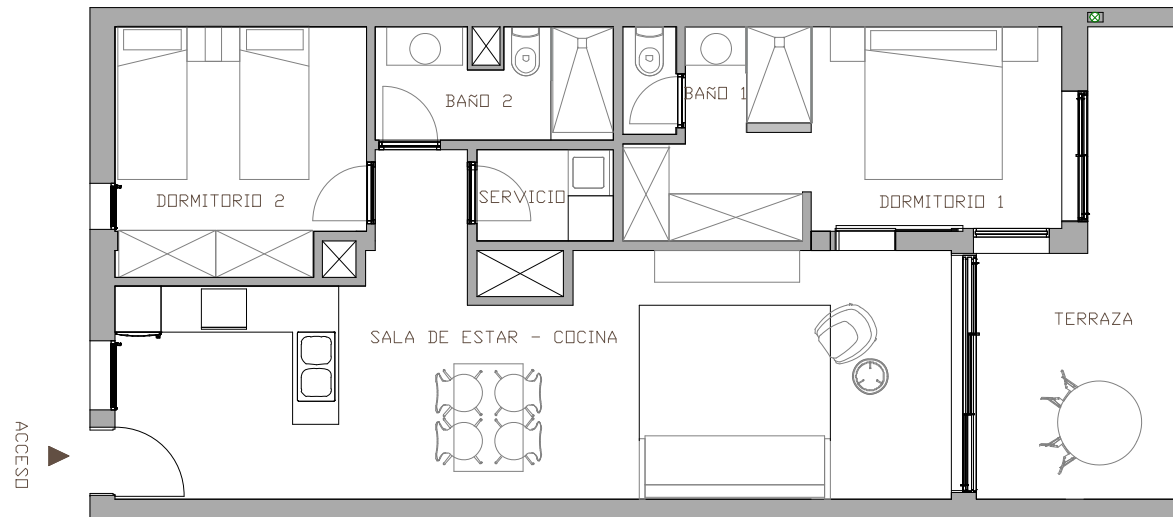 BAÑO 2
BAÑO 1
DORMITORIO 2
SERVICIO
DORMITORIO 1
TERRAZA
SALA DE ESTAR - COCINA
ACCESO